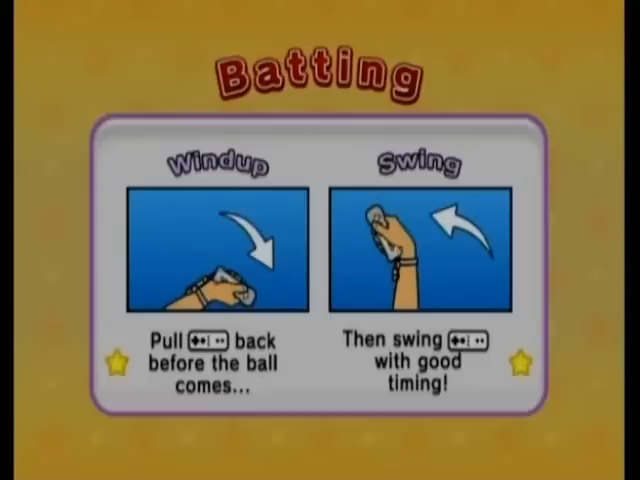 Batting
Windup
Swing
Pull back
before the ball
comes...
Then swing
with good
timing!